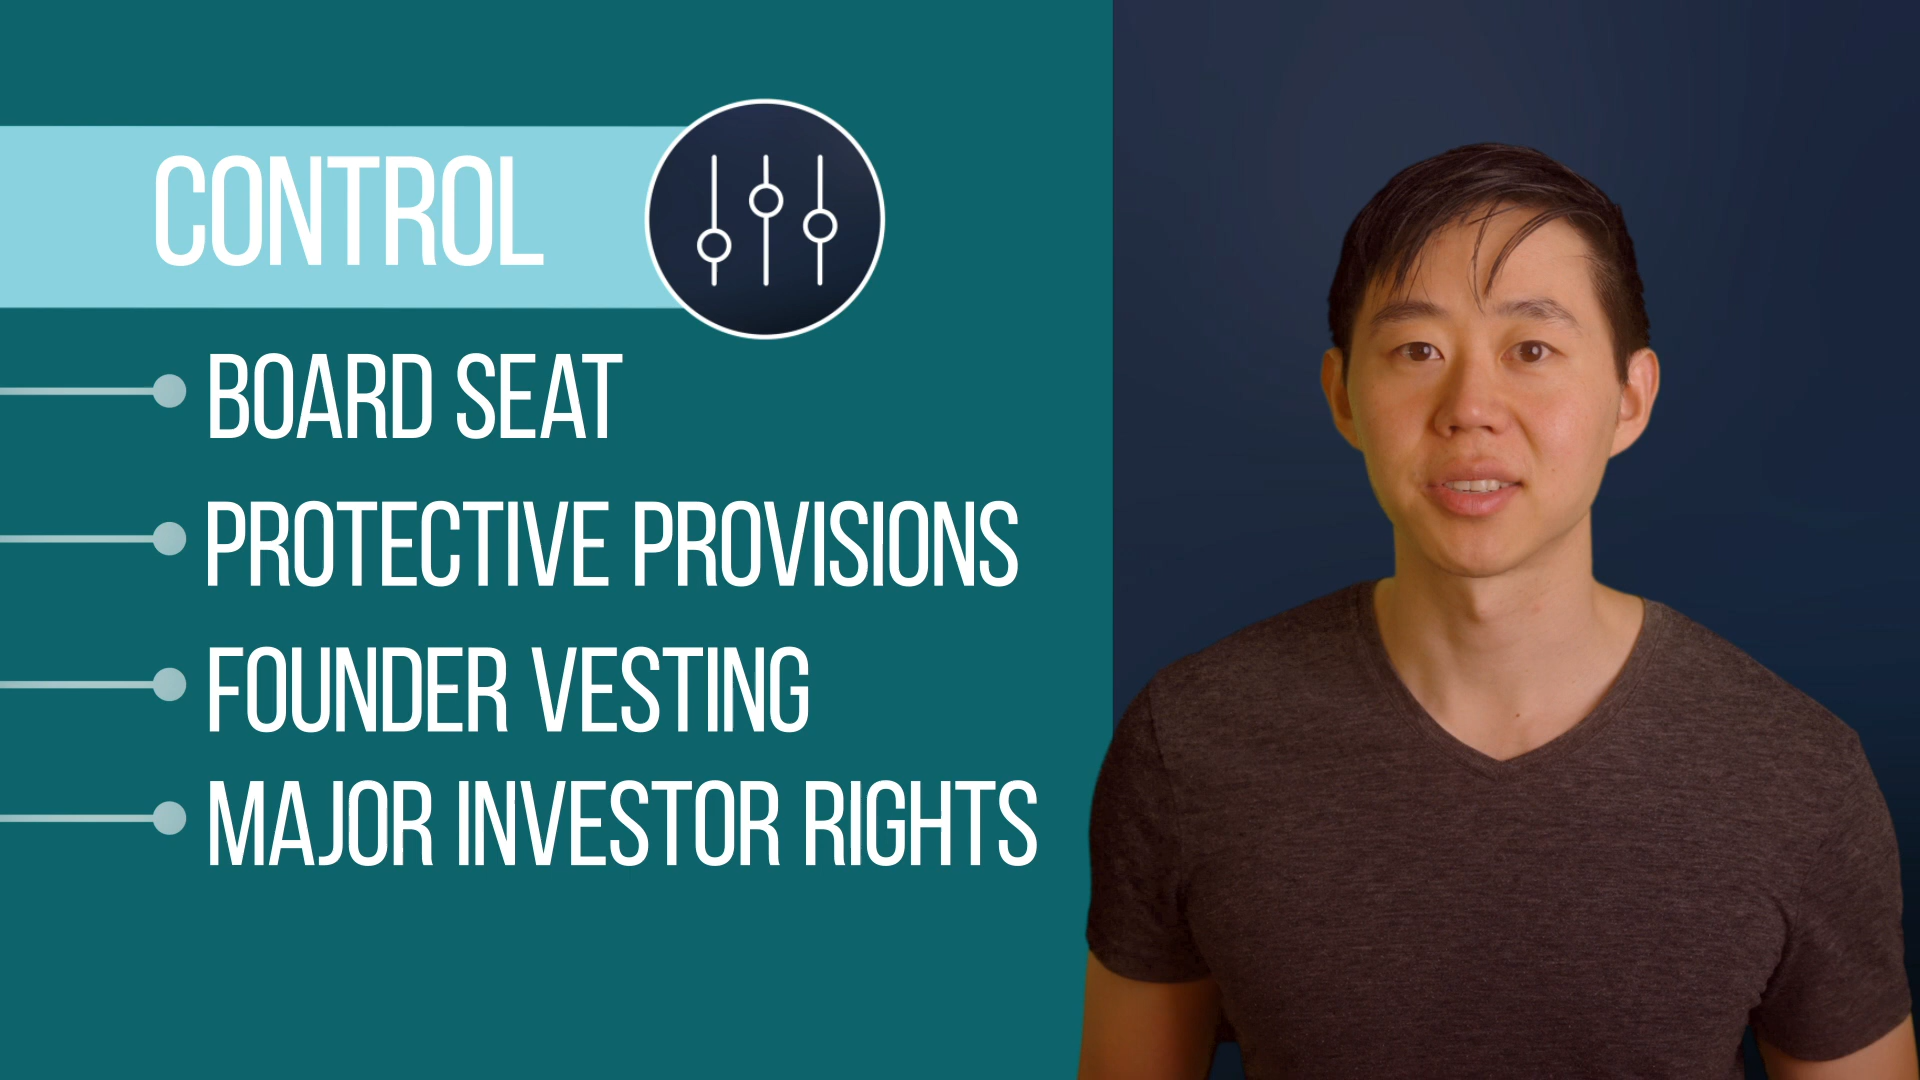 CONTROL
BOARD SEAT
PROTECTIVE PROVISIONS
FOUNDER VESTING
MAJOR INVESTOR RIGHTS